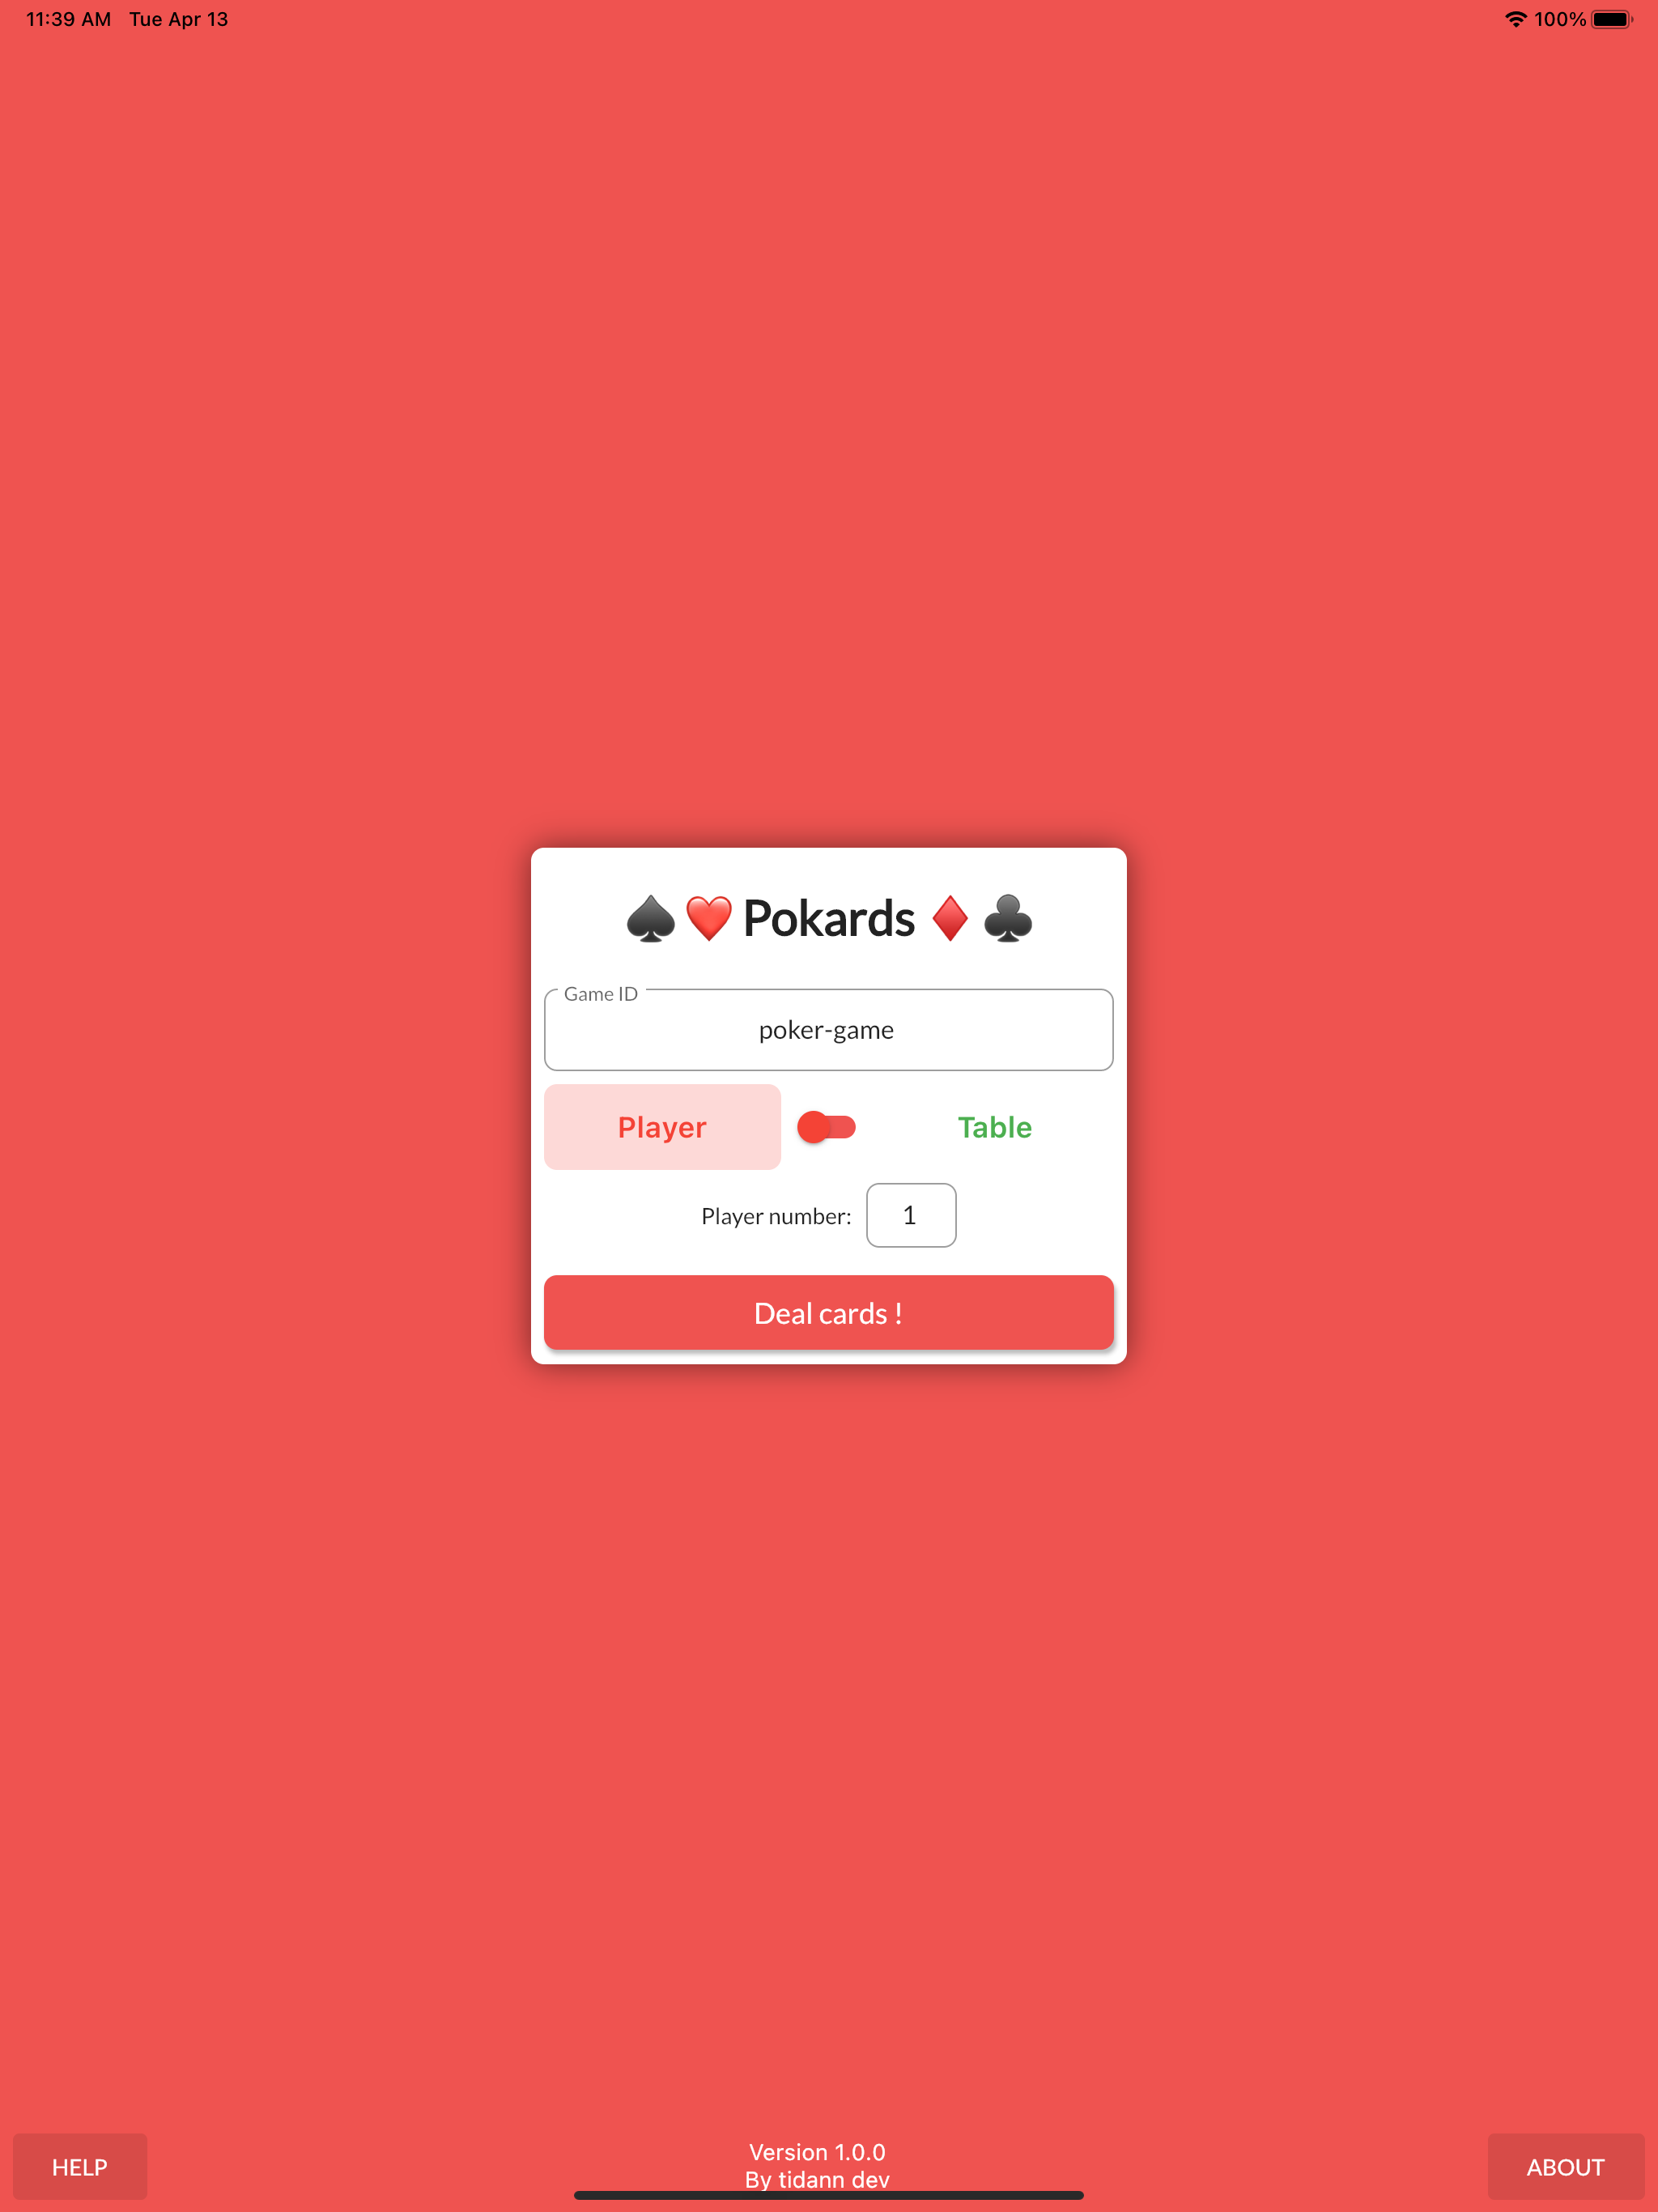 11:39 AM Tue Apr 13
100%
Pokards
Game ID
poker-game
Player
Table
Player number: 1
Deal cards !
HELP
Version 1.0.0
By tidann dev
ABOUT